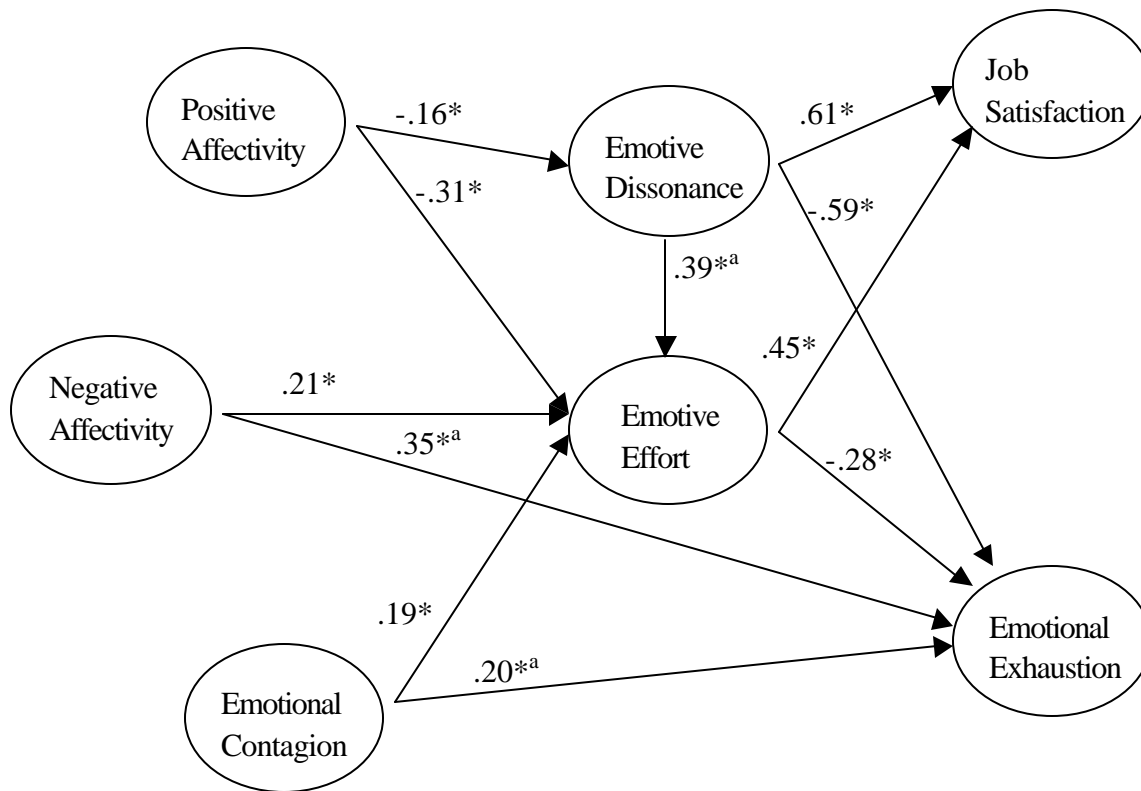 Job
Satisfaction
Positive
Affectivity
-.16*
.61*
Emotive
Dissonance
-.31*
-.59*
.39*a
.45*
Negative
Affectivity
.21*
Emotive
Effort
.35*a
-.28*
.19*
Emotional
Exhaustion
.20*a
Emotional
Contagion